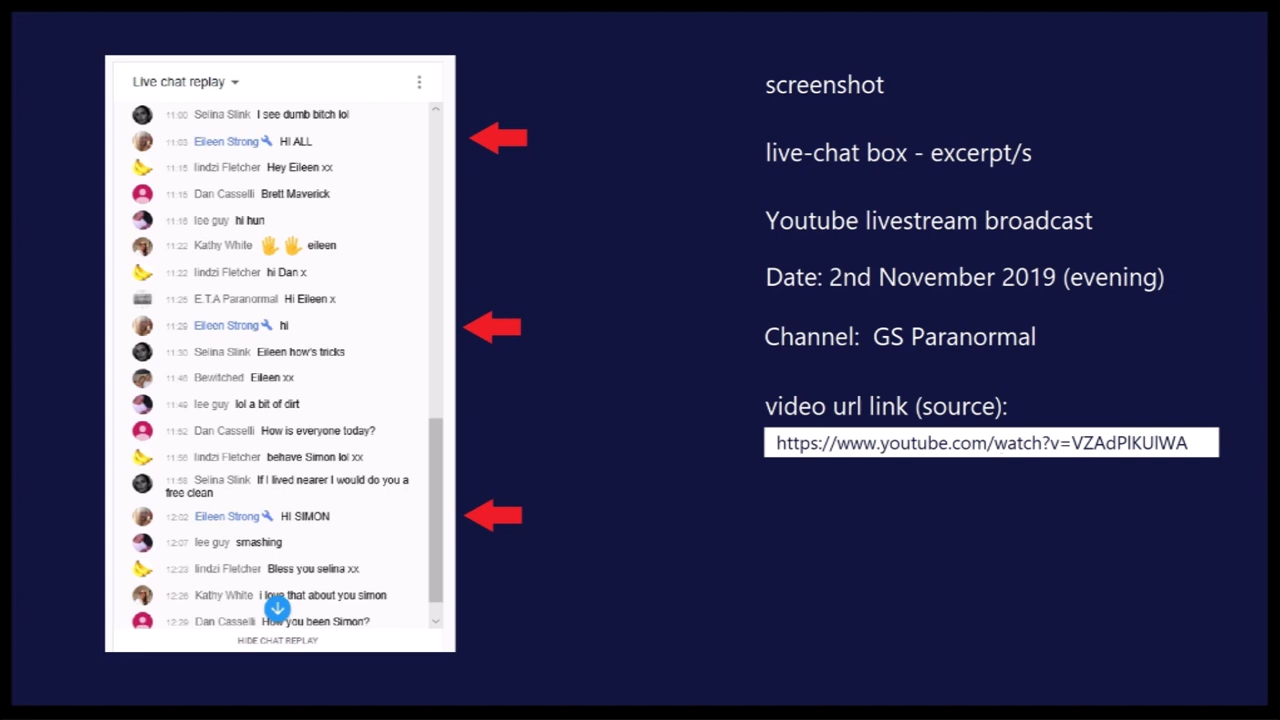 Live chat replay
11:00 Selina Slink I see dumb bitch lol
11:03 Eileen Strong HI ALL
11:15 lindzi Fletcher Hey Eileen xx
11:15 Dan Casselli Brett Maverick
11:16 lee guy hi hun
11:22 Kathy White 🖐 🖐 eileen
11:22 lindzi Fletcher hi Dan x
11:25 E.T.A Paranormal Hi Eileen x
11:29 Eileen Strong hi
11:30 Selina Slink Eileen how's tricks
11:46 Bewitched Eileen xx
11:49 lee guy lol a bit of dirt
11:52 Dan Casselli How is everyone today?
11:56 lindzi Fletcher behave Simon lol xx
11:58 Selina Slink If I lived nearer I would do you a
free clean
12:02 Eileen Strong HI SIMON
12:07 lee guy smashing
12:23 lindzi Fletcher Bless you selina xx
12:26 Kathy White i love that about you simon
12:29 Dan Casselli How you been Simon?
HIDE CHAT REPLAY
screenshot
live-chat box - excerpt/s
Youtube livestream broadcast
Date: 2nd November 2019 (evening)
Channel: GS Paranormal
video url link (source):
https://www.youtube.com/watch?v=VZAdPlKUlWA